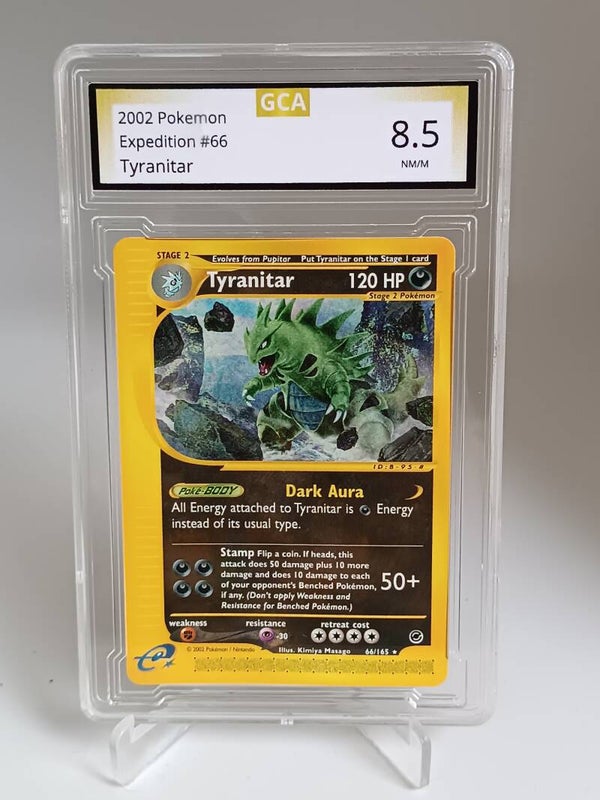 GCA
2002 Pokemon
Expedition #66
Tyranitar
8.5
NM/M
STAGE 2
Evolves from Pupitar Put Tyranitar on the Stage 1 card
Tyranitar 120 HP
Stage 2 Pokémon
ID:B-95-#
Poké-BODY Dark Aura
All Energy attached to Tyranitar is Energy
instead of its usual type.
Stamp Flip a coin. If heads, this
attack does 50 damage plus 10 more
damage and does 10 damage to each
of your opponent's Benched Pokémon,
if any. (Don't apply Weakness and
Resistance for Benched Pokémon.)
50+
weakness resistance retreat cost
-30
© 2002 Pokémon / Nintendo Illus. Kimiya Masago 66/165 ★
e